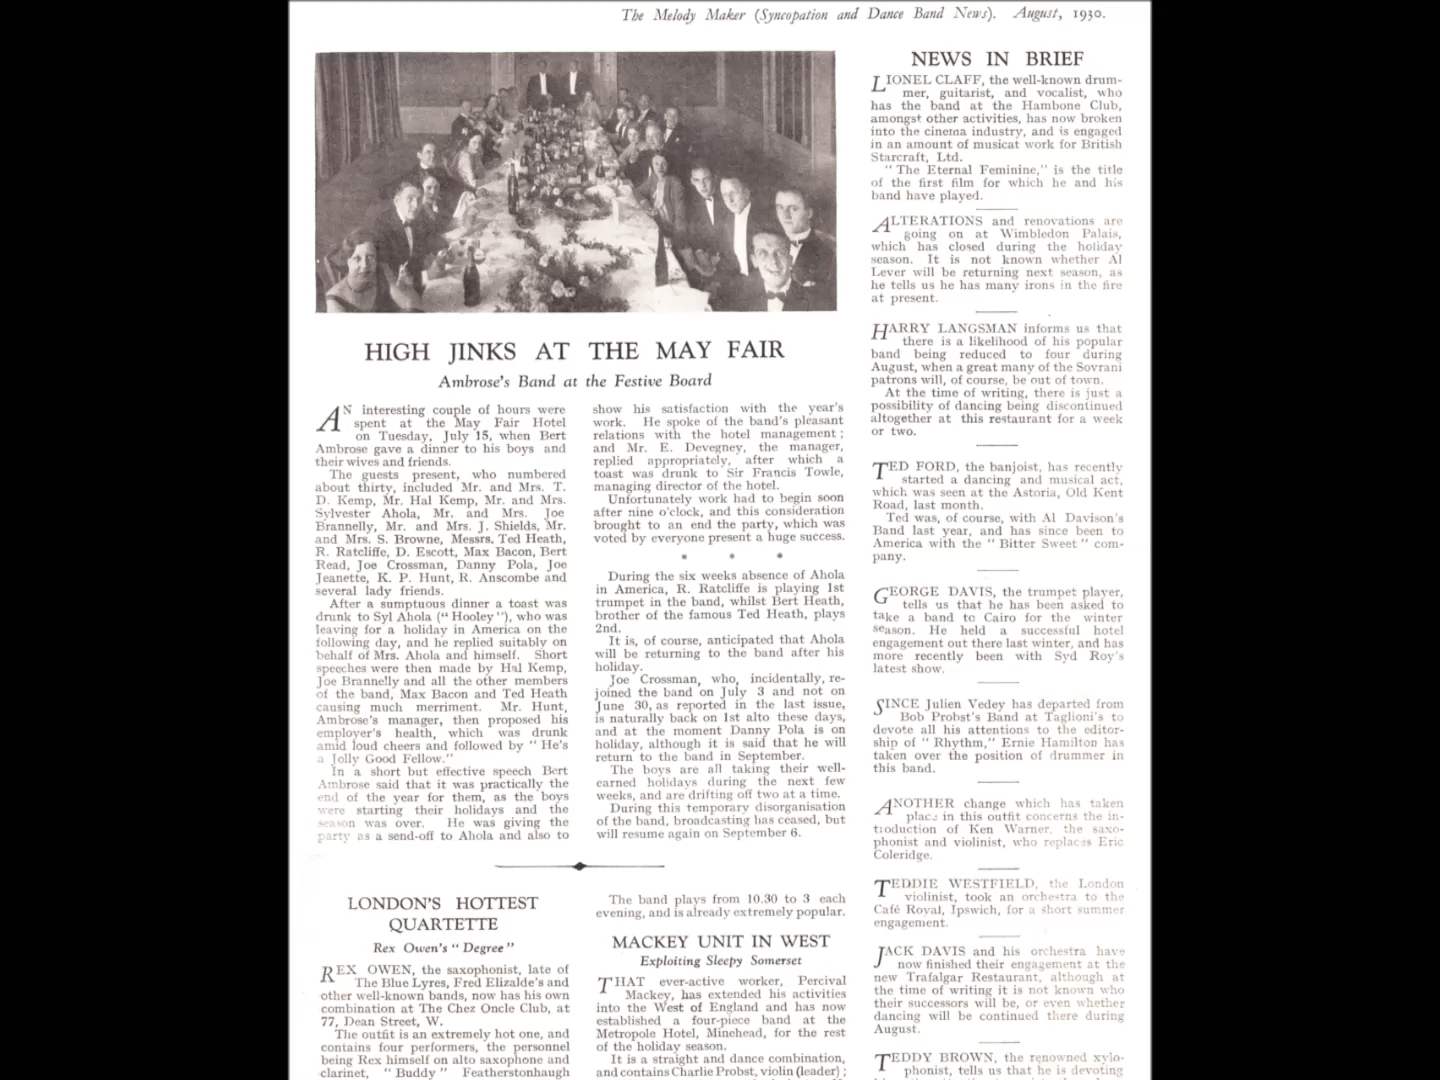 The Melody Maker (Syncopation and Dance Band News). August, 1930.
HIGH JINKS AT THE MAY FAIR
Ambrose's Band at the Festive Board
AN interesting couple of hours were
spent at the May Fair Hotel
on Tuesday, July 15, when Bert
Ambrose gave a dinner to his boys and
their wives and friends.
The guests present, who numbered
about thirty, included Mr. and Mrs. T.
D. Kemp, Mr. Hal Kemp, Mr. and Mrs.
Sylvester Ahola, Mr. and Mrs. Joe
Brannelly, Mr. and Mrs. J. Shields, Mr.
and Mrs. S. Browne, Messrs. Ted Heath,
R. Ratcliffe, D. Escott, Max Bacon, Bert
Read, Joe Crossman, Danny Pola, Joe
Jeanette, K. P. Hunt, R. Anscombe and
several lady friends.
After a sumptuous dinner a toast was
drunk to Syl Ahola ("Hooley"), who was
leaving for a holiday in America on the
following day, and he replied suitably on
behalf of Mrs. Ahola and himself. Short
speeches were then made by Hal Kemp,
Joe Brannelly and all the other members
of the band, Max Bacon and Ted Heath
causing much merriment. Mr. Hunt,
Ambrose's manager, then proposed his
employer's health, which was drunk
amid loud cheers and followed by "He's
a Jolly Good Fellow."
In a short but effective speech Bert
Ambrose said that it was practically the
end of the year for them, as the boys
were starting their holidays and the
season was over. He was giving the
party as a send-off to Ahola and also to
show his satisfaction with the year's
work. He spoke of the band's pleasant
relations with the hotel management;
and Mr. E. Devegney, the manager,
replied appropriately, after which a
toast was drunk to Sir Francis Towle,
managing director of the hotel.
Unfortunately work had to begin soon
after nine o'clock, and this consideration
brought to an end the party, which was
voted by everyone present a huge success.
* * *
During the six weeks absence of Ahola
in America, R. Ratcliffe is playing 1st
trumpet in the band, whilst Bert Heath,
brother of the famous Ted Heath, plays
2nd.
It is, of course, anticipated that Ahola
will be returning to the band after his
holiday.
Joe Crossman, who, incidentally, re-
joined the band on July 3 and not on
June 30, as reported in the last issue,
is naturally back on 1st alto these days,
and at the moment Danny Pola is on
holiday, although it is said that he will
return to the band in September.
The boys are all taking their well-
earned holidays during the next few
weeks, and are drifting off two at a time.
During this temporary disorganisation
of the band, broadcasting has ceased, but
will resume again on September 6.
LONDON'S HOTTEST
QUARTETTE
Rex Owen's "Degree"
REX OWEN, the saxophonist, late of
The Blue Lyres, Fred Elizalde's and
other well-known bands, now has his own
combination at The Chez Oncle Club, at
77, Dean Street, W.
The outfit is an extremely hot one, and
contains four performers, the personnel
being Rex himself on alto saxophone and
clarinet, "Buddy" Featherstonhaugh
The band plays from 10.30 to 3 each
evening, and is already extremely popular.
MACKEY UNIT IN WEST
Exploiting Sleepy Somerset
THAT ever-active worker, Percival
Mackey, has extended his activities
into the West of England and has now
established a four-piece band at the
Metropole Hotel, Minehead, for the rest
of the holiday season.
It is a straight and dance combination,
and contains Charlie Probst, violin (leader);
NEWS IN BRIEF
LIONEL CLAFF, the well-known drum-
mer, guitarist, and vocalist, who
has the band at the Hambone Club,
amongst other activities, has now broken
into the cinema industry, and is engaged
in an amount of musicat work for British
Starcraft, Ltd.
"The Eternal Feminine," is the title
of the first film for which he and his
band have played.
ALTERATIONS and renovations are
going on at Wimbledon Palais,
which has closed during the holiday
season. It is not known whether Al
Lever will be returning next season, as
he tells us he has many irons in the fire
at present.
HARRY LANGSMAN informs us that
there is a likelihood of his popular
band being reduced to four during
August, when a great many of the Sovrani
patrons will, of course, be out of town.
At the time of writing, there is just a
possibility of dancing being discontinued
altogether at this restaurant for a week
or two.
TED FORD, the banjoist, has recently
started a dancing and musical act,
which was seen at the Astoria, Old Kent
Road, last month.
Ted was, of course, with Al Davison's
Band last year, and has since been to
America with the "Bitter Sweet" com-
pany.
GEORGE DAVIS, the trumpet player,
tells us that he has been asked to
take a band to Cairo for the winter
season. He held a successful hotel
engagement out there last winter, and has
more recently been with Syd Roy's
latest show.
SINCE Julien Vedey has departed from
Bob Probst's Band at Taglioni's to
devote all his attentions to the editor-
ship of "Rhythm," Ernie Hamilton has
taken over the position of drummer in
this band.
ANOTHER change which has taken
place in this outfit concerns the in-
troduction of Ken Warner, the saxo-
phonist and violinist, who replaces Eric
Coleridge.
TEDDIE WESTFIELD, the London
violinist, took an orchestra to the
Café Royal, Ipswich, for a short summer
engagement.
JACK DAVIS and his orchestra have
now finished their engagement at the
new Trafalgar Restaurant, although at
the time of writing it is not known who
their successors will be, or even whether
dancing will be continued there during
August.
TEDDY BROWN, the renowned xylo-
phonist, tells us that he is devoting